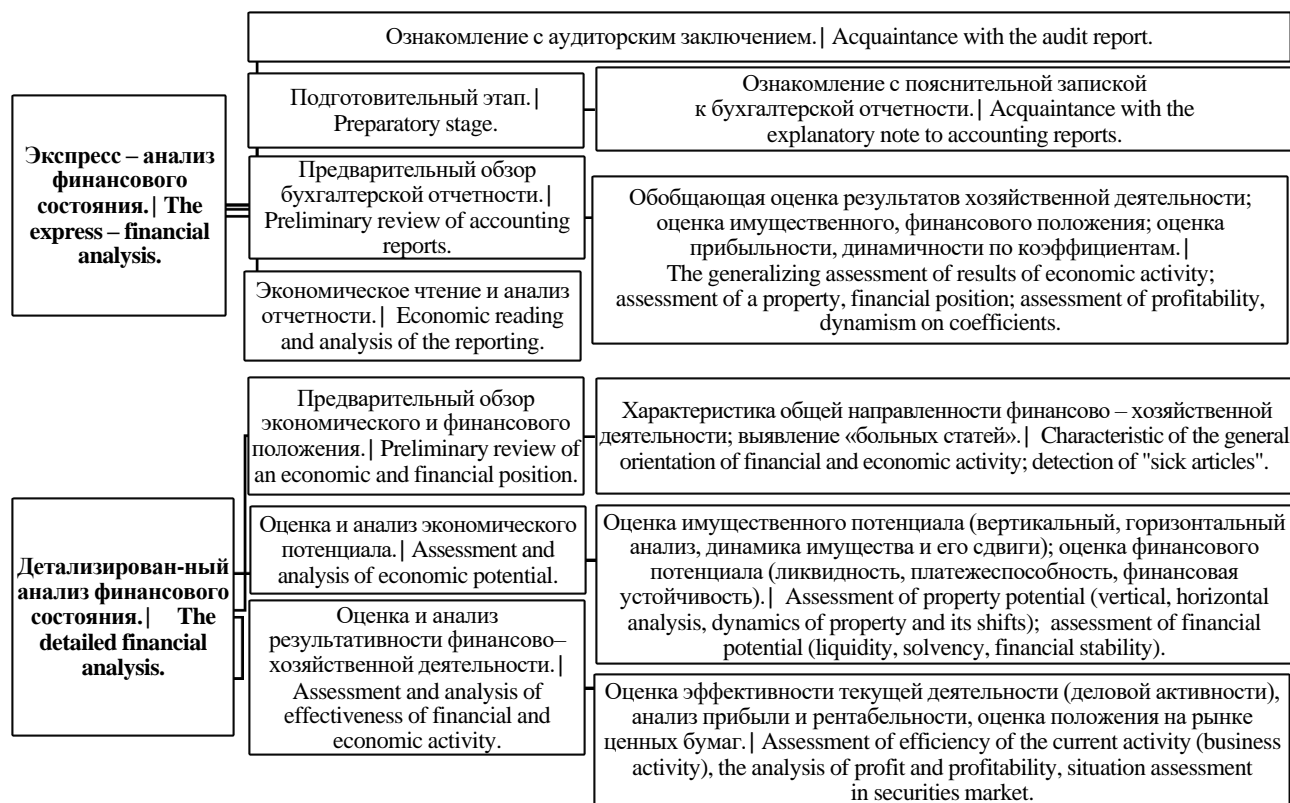 Ознакомление с аудиторским заключением.| Acquaintance with the audit report.
Экспресс – анализ
финансового
состояния.| The
express – financial
analysis.
Подготовительный этап.|
Preparatory stage.
Ознакомление с пояснительной запиской
к бухгалтерской отчетности.| Acquaintance with the
explanatory note to accounting reports.
Предварительный обзор
бухгалтерской отчетности.|
Preliminary review of accounting
reports.
Обобщающая оценка результатов хозяйственной деятельности;
оценка имущественного, финансового положения; оценка
прибыльности, динамичности по коэффициентам.|
The generalizing assessment of results of economic activity;
assessment of a property, financial position; assessment of profitability,
dynamism on coefficients.
Экономическое чтение и анализ
отчетности.| Economic reading
and analysis of the reporting.
Детализирован-ный
анализ финансового
состояния.| The
detailed financial
analysis.
Предварительный обзор
экономического и финансового
положения.| Preliminary review of
an economic and financial position.
Характеристика общей направленности финансово – хозяйственной
деятельности; выявление «больных статей».| Characteristic of the general
orientation of financial and economic activity; detection of "sick articles".
Оценка и анализ экономического
потенциала.| Assessment and
analysis of economic potential.
Оценка имущественного потенциала (вертикальный, горизонтальный
анализ, динамика имущества и его сдвиги); оценка финансового
потенциала (ликвидность, платежеспособность, финансовая
устойчивость).| Assessment of property potential (vertical, horizontal
analysis, dynamics of property and its shifts); assessment of financial
potential (liquidity, solvency, financial stability).
Оценка и анализ
результативности финансово–
хозяйственной деятельности.|
Assessment and analysis of
effectiveness of financial and
economic activity.
Оценка эффективности текущей деятельности (деловой активности),
анализ прибыли и рентабельности, оценка положения на рынке
ценных бумаг.| Assessment of efficiency of the current activity (business
activity), the analysis of profit and profitability, situation assessment
in securities market.